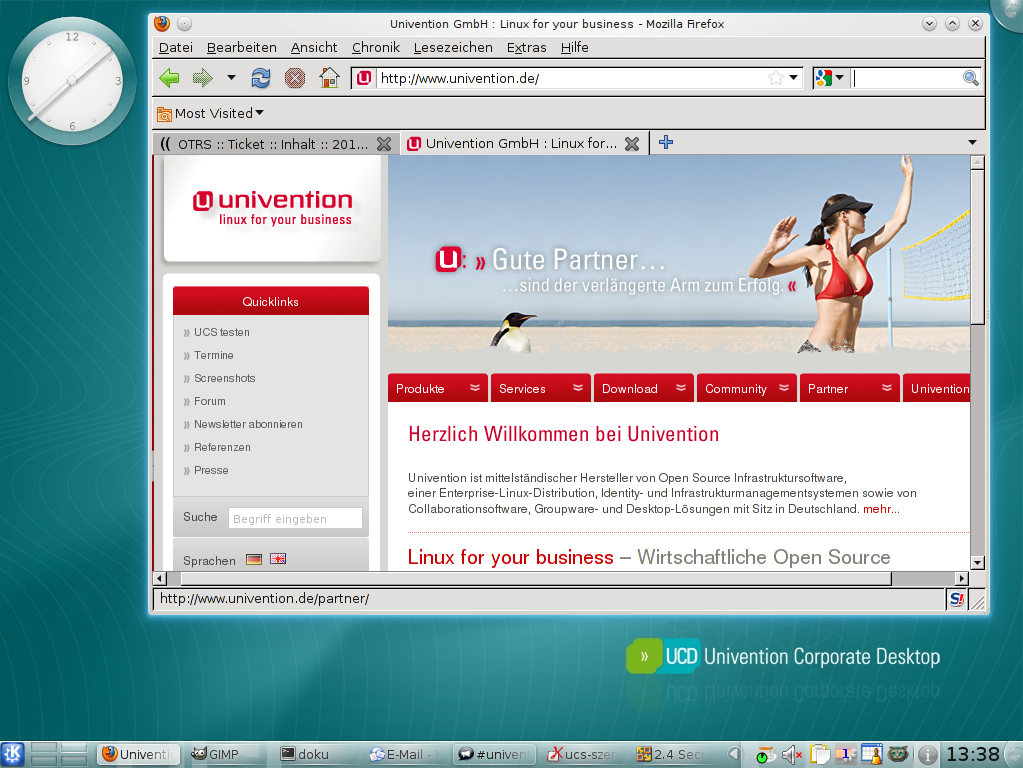 12
3
6
9
Univention GmbH : Linux for your business - Mozilla Firefox
Datei Bearbeiten Ansicht Chronik Lesezeichen Extras Hilfe
http://www.univention.de/
Most Visited
OTRS :: Ticket :: Inhalt :: 201...
Univention GmbH : Linux for...
univention
linux for your business
u: » Gute Partner...
...sind der verlängerte Arm zum Erfolg. «
Quicklinks
» UCS testen
» Termine
» Screenshots
» Forum
» Newsletter abonnieren
» Referenzen
» Presse
Suche Begriff eingeben
Sprachen
Produkte Services Download Community Partner Univention
Herzlich Willkommen bei Univention
Univention ist mittelständischer Hersteller von Open Source Infrastruktursoftware,
einer Enterprise-Linux-Distribution, Identity- und Infrastrukturmanagementsystemen sowie von
Collaborationsoftware, Groupware- und Desktop-Lösungen mit Sitz in Deutschland. mehr...
Linux for your business – Wirtschaftliche Open Source
http://www.univention.de/partner/
» UCD Univention Corporate Desktop
Univenti GIMP doku E-Mail - #univen ucs-szen 2.4 Sec 1 13:38